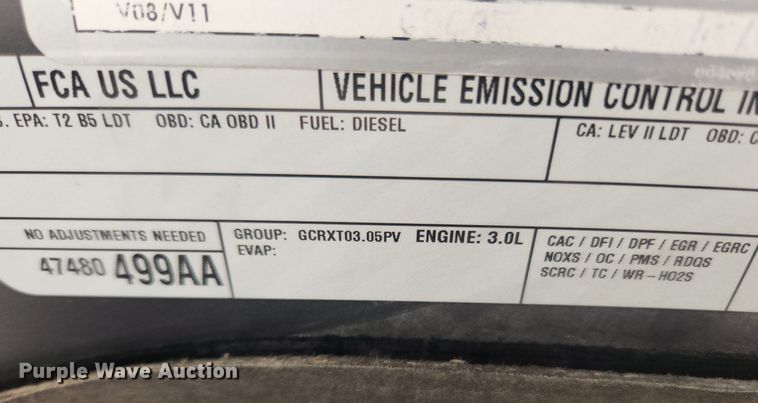 V08/V11
FCA US LLC
VEHICLE EMISSION CONTROL
EPA: T2 B5 LDT OBD: CA OBD II FUEL: DIESEL
CA: LEV II LDT OBD:
NO ADJUSTMENTS NEEDED
47480 499AA
GROUP: GCRXT03.05PV ENGINE: 3.0L
EVAP:
CAC / DFI / DPF / EGR / EGRC
NOXS / OC / PMS / RDQS
SCRC / TC / WR – HO2S
Purple Wave Auction